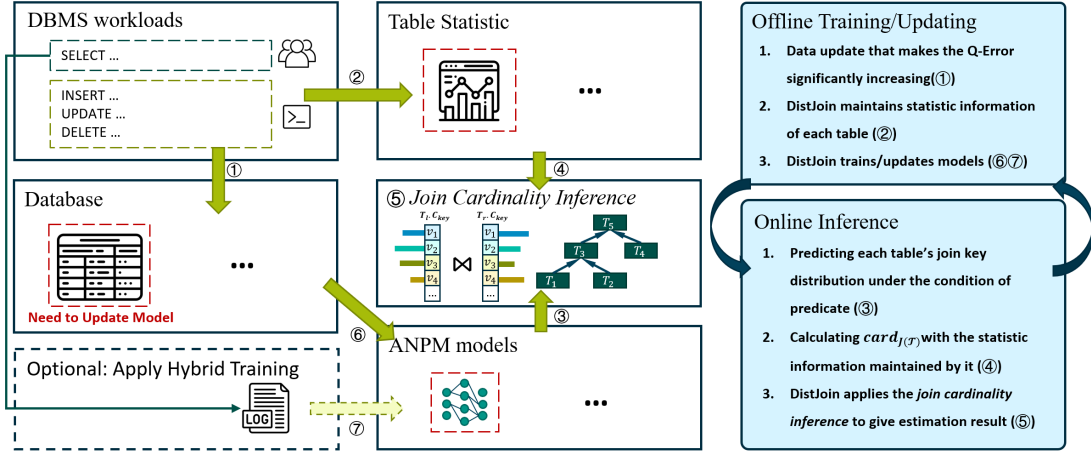 DBMS workloads
SELECT ...
INSERT ...
UPDATE ...
DELETE ...
②
Table Statistic
...
①
④
Database
...
Need to Update Model
⑤ Join Cardinality Inference
T_l.C_key
T_r.C_key
v_1
v_2
v_3
v_4
...
⋈
v_1
v_2
v_3
v_4
...
T_5
T_3
T_4
T_1
T_2
③
⑥
Optional: Apply Hybrid Training
LOG
⑦
ANPM models
...
Offline Training/Updating
1. Data update that makes the Q-Error
significantly increasing(①)
2. DistJoin maintains statistic information
of each table (②)
3. DistJoin trains/updates models (⑥⑦)
Online Inference
1. Predicting each table's join key
distribution under the condition of
predicate (③)
2. Calculating card_J(𝒯) with the statistic
information maintained by it (④)
3. DistJoin applies the join cardinality
inference to give estimation result (⑤)